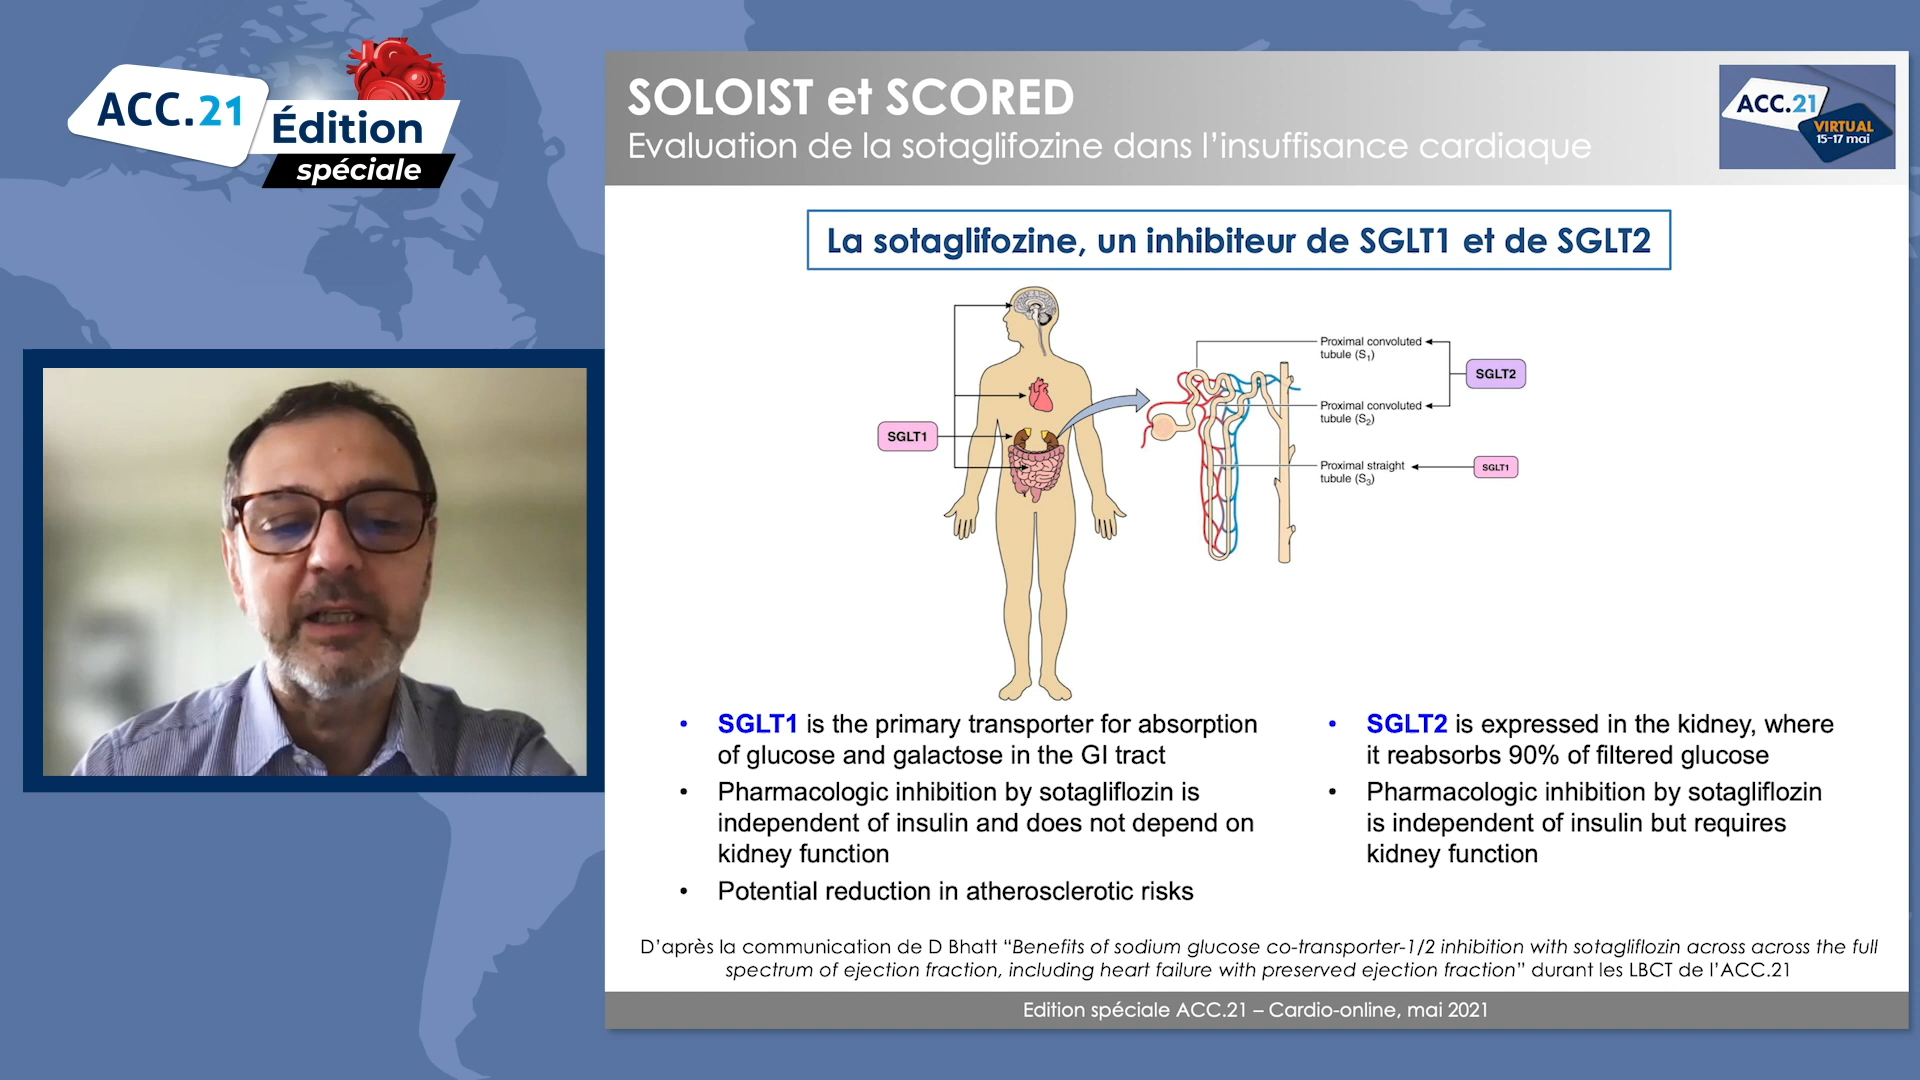 ACC.21
Édition
spéciale
SOLOIST et SCORED
Evaluation de la sotaglifozine dans l’insuffisance cardiaque
ACC.21
VIRTUAL
15-17 mai
La sotaglifozine, un inhibiteur de SGLT1 et de SGLT2
SGLT1
Proximal convoluted
tubule (S1)
SGLT2
Proximal convoluted
tubule (S2)
Proximal straight
tubule (S3)
SGLT1
• SGLT1 is the primary transporter for absorption
of glucose and galactose in the GI tract
• Pharmacologic inhibition by sotagliflozin is
independent of insulin and does not depend on
kidney function
• Potential reduction in atherosclerotic risks
• SGLT2 is expressed in the kidney, where
it reabsorbs 90% of filtered glucose
• Pharmacologic inhibition by sotagliflozin
is independent of insulin but requires
kidney function
D’après la communication de D Bhatt “Benefits of sodium glucose co-transporter-1/2 inhibition with sotagliflozin across across the full
spectrum of ejection fraction, including heart failure with preserved ejection fraction” durant les LBCT de l’ACC.21
Edition spéciale ACC.21 – Cardio-online, mai 2021